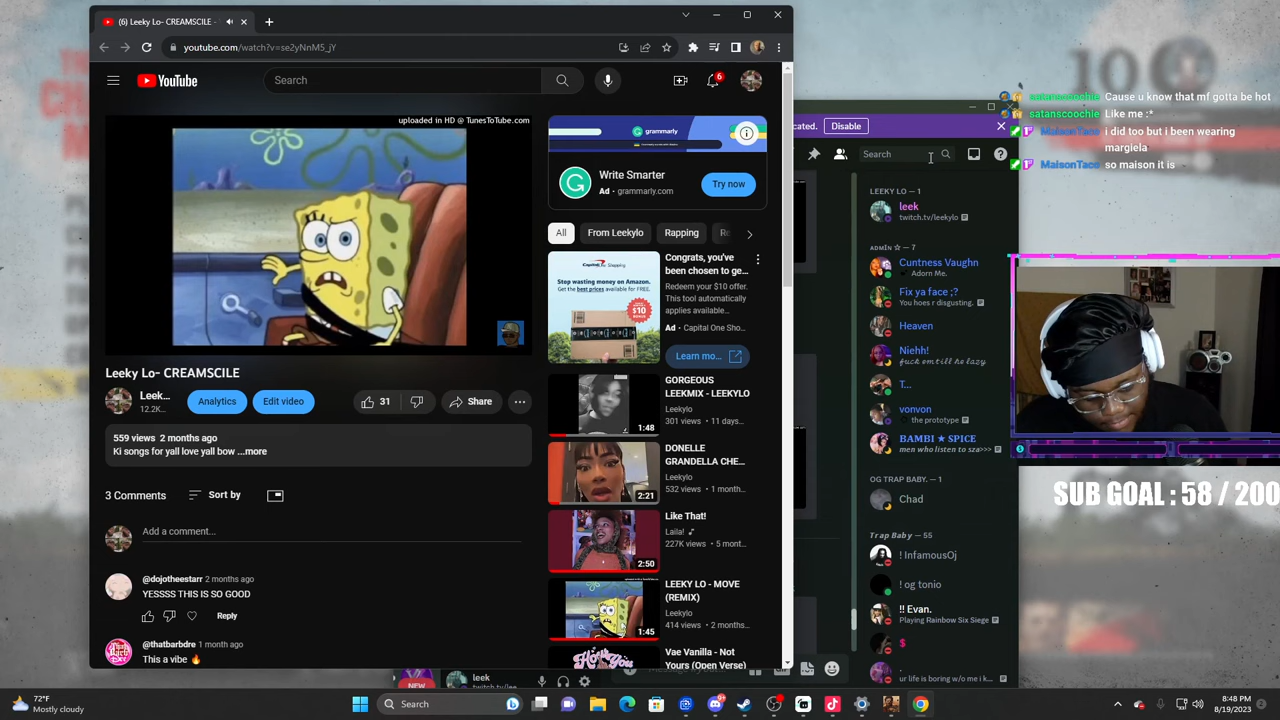 (6) Leeky Lo- CREAMSCILE -
youtube.com/watch?v=se2yNnM5_jY
YouTube
Search
6
uploaded in HD @ TunesToTube.com
Leeky Lo- CREAMSCILE
Leek...
12.2K...
Analytics
Edit video
31
Share
559 views 2 months ago
Ki songs for yall love yall bow ...more
3 Comments
Sort by
Add a comment...
@dojotheestarr 2 months ago
YESSSS THIS IS SO GOOD
Reply
@thatbarbdre 1 month ago
This a vibe 🔥
grammarly
Write Smarter
Ad • grammarly.com
Try now
All
From Leekylo
Rapping
Re
Congrats, you've
been chosen to ge...
Redeem your $10 offer.
This tool automatically
applies available...
Ad • Capital One Sho...
Learn mo...
Stop wasting money on Amazon.
Get the best prices available for FREE.
GORGEOUS
LEEKMIX - LEEKYLO
Leekylo
301 views • 11 days...
1:48
DONELLE
GRANDELLA CHE...
Leekylo
532 views • 1 month...
2:21
Like That!
Laila! ♪
227K views • 5 mont...
2:50
LEEKY LO - MOVE
(REMIX)
Leekylo
414 views • 2 months...
1:45
Vae Vanilla - Not
Yours (Open Verse)
cated.
Disable
Search
LEEKY LO — 1
leek
twitch.tv/leekylo
ADMIN ☆ — 7
Cuntness Vaughn
Adorn Me.
Fix ya face ;?
You hoes r disgusting.
Heaven
Niehh!
fuck em till he lazy
T...
vonvon
the prototype
BAMBI ★ SPICE
men who listen to sza>>>
OG TRAP BABY. — 1
Chad
Trap Baby — 55
! InfamousOj
! og tonio
!! Evan.
Playing Rainbow Six Siege
$
.
ur life is boring w/o me i k...
NEW
leek
twitch.tv/lee
satanscoochie Cause u know that mf gotta be hot
satanscoochie Like me :*
MaisonTaco i did too but i been wearing
margiela
MaisonTaco so maison it is
SUB GOAL : 58 / 200
72°F
Mostly cloudy
Search
8:48 PM
8/19/2023